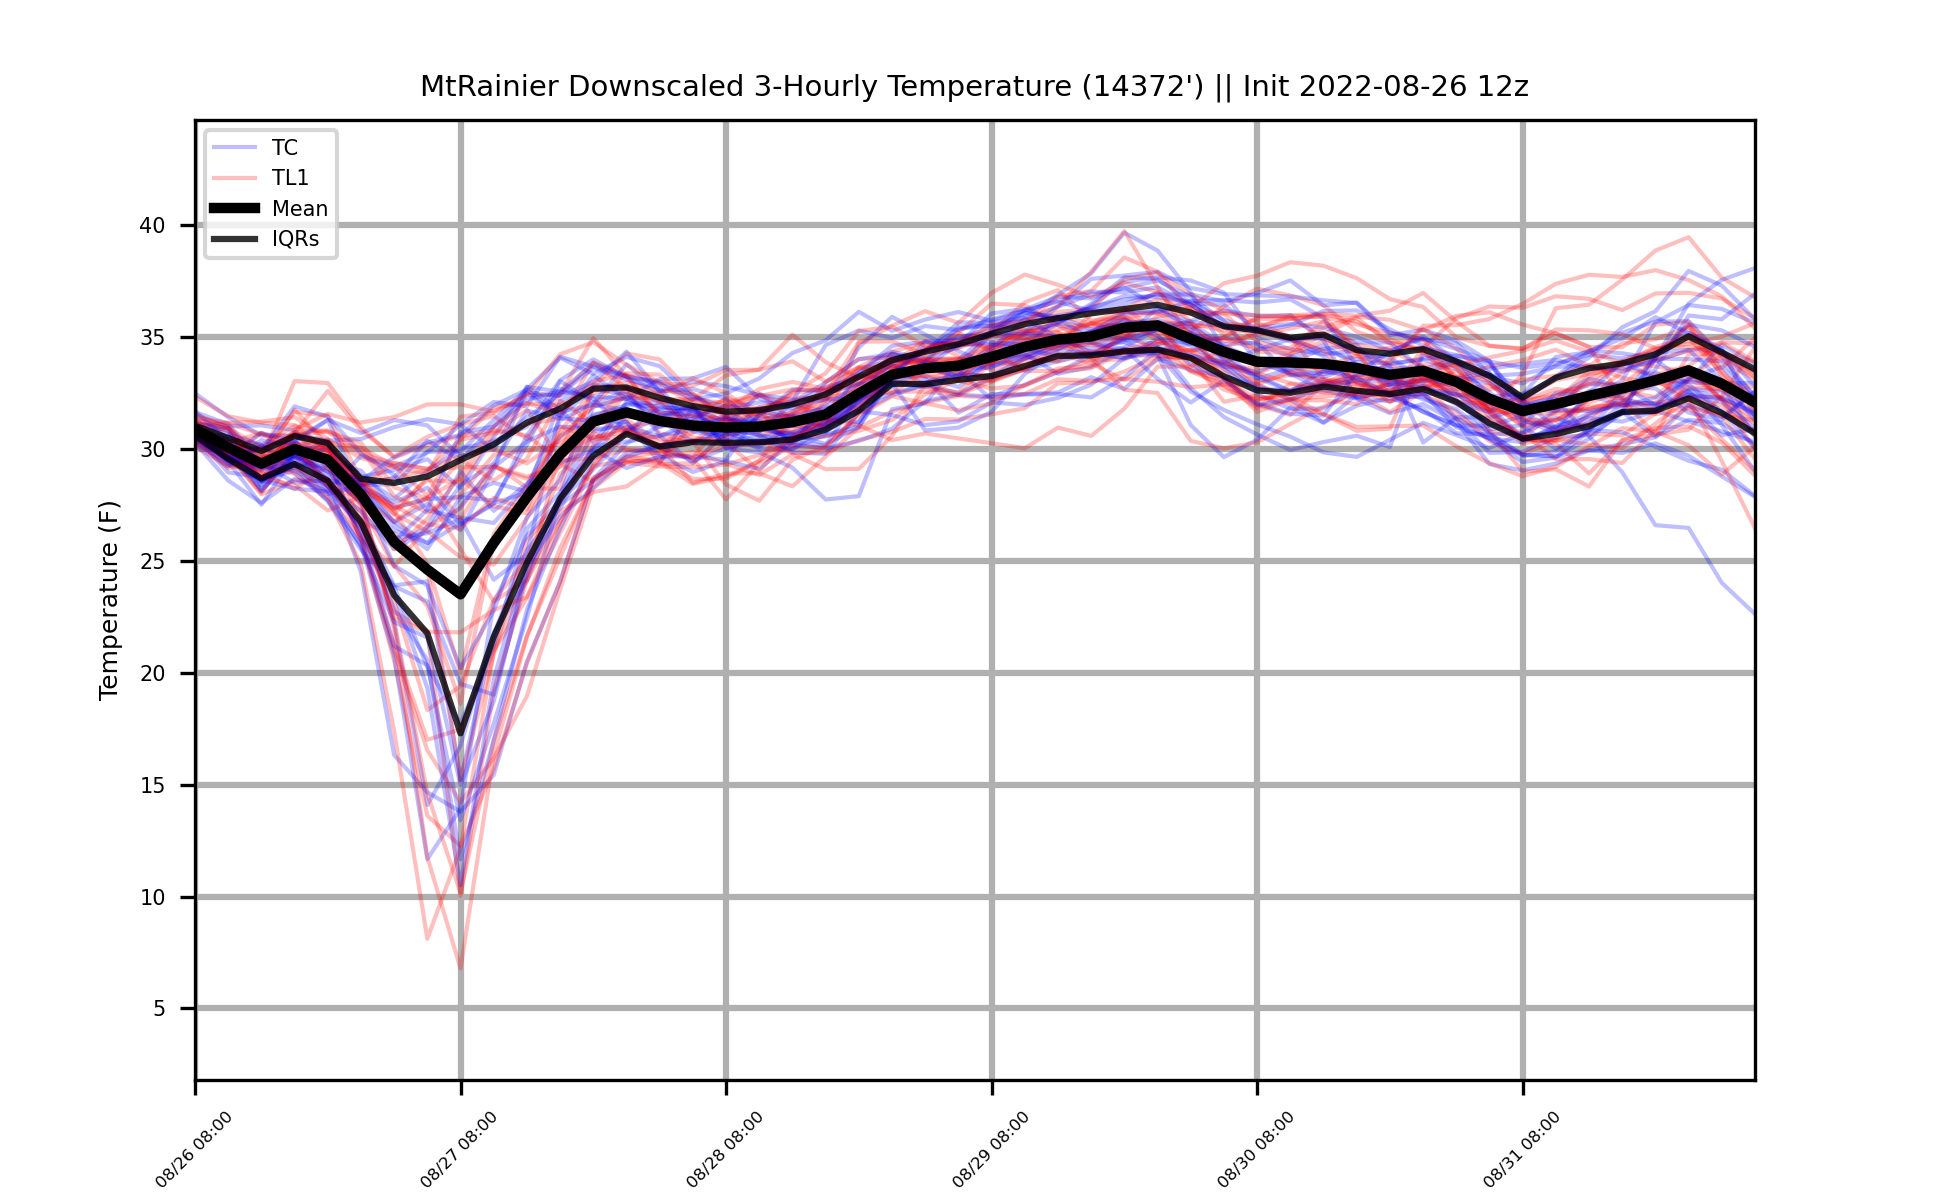 MtRainier Downscaled 3-Hourly Temperature (14372') || Init 2022-08-26 12z
TC
TL1
Mean
IQRs
Temperature (F)
40
35
30
25
20
15
10
5
08/26 08:00
08/27 08:00
08/28 08:00
08/29 08:00
08/30 08:00
08/31 08:00